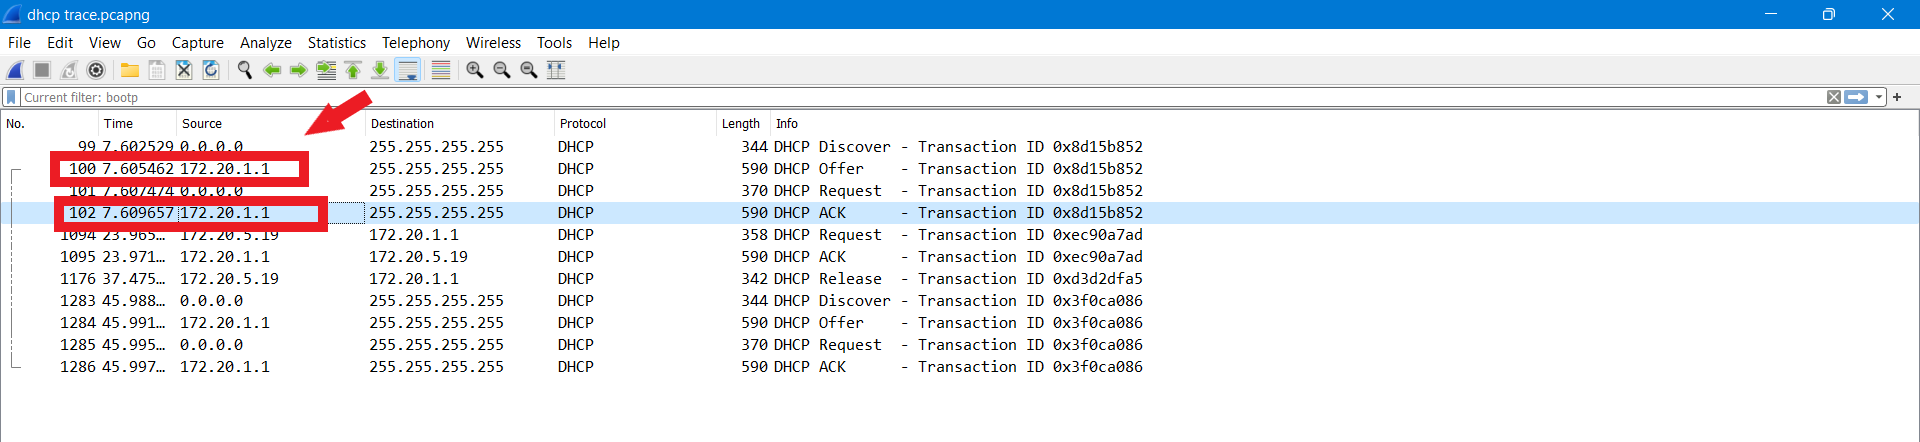 dhcp trace.pcapng
File Edit View Go Capture Analyze Statistics Telephony Wireless Tools Help
Current filter: bootp
No. Time Source Destination Protocol Length Info
99 7.602529 0.0.0.0 255.255.255.255 DHCP 344 DHCP Discover - Transaction ID 0x8d15b852
100 7.605462 172.20.1.1 255.255.255.255 DHCP 590 DHCP Offer - Transaction ID 0x8d15b852
101 7.607474 0.0.0.0 255.255.255.255 DHCP 370 DHCP Request - Transaction ID 0x8d15b852
102 7.609657 172.20.1.1 255.255.255.255 DHCP 590 DHCP ACK - Transaction ID 0x8d15b852
1094 23.965… 172.20.5.19 172.20.1.1 DHCP 358 DHCP Request - Transaction ID 0xec90a7ad
1095 23.971… 172.20.1.1 172.20.5.19 DHCP 590 DHCP ACK - Transaction ID 0xec90a7ad
1176 37.475… 172.20.5.19 172.20.1.1 DHCP 342 DHCP Release - Transaction ID 0xd3d2dfa5
1283 45.988… 0.0.0.0 255.255.255.255 DHCP 344 DHCP Discover - Transaction ID 0x3f0ca086
1284 45.991… 172.20.1.1 255.255.255.255 DHCP 590 DHCP Offer - Transaction ID 0x3f0ca086
1285 45.995… 0.0.0.0 255.255.255.255 DHCP 370 DHCP Request - Transaction ID 0x3f0ca086
1286 45.997… 172.20.1.1 255.255.255.255 DHCP 590 DHCP ACK - Transaction ID 0x3f0ca086